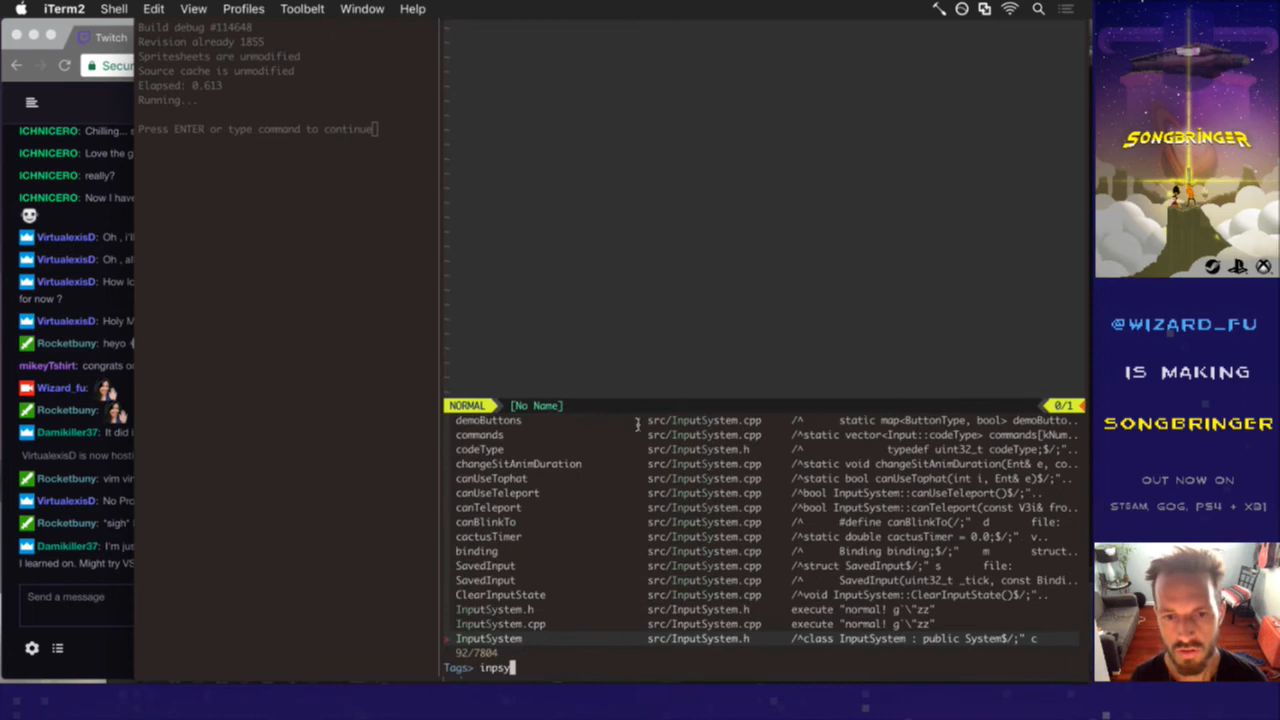 iTerm2 Shell Edit View Profiles Toolbelt Window Help
Twitch
Secur
ICHNICERO: Chilling... s
ICHNICERO: Love the g
ICHNICERO: really?
ICHNICERO: Now I have
VirtualexisD: Oh , i'll
VirtualexisD: Oh , all
VirtualexisD: How lo
for now ?
VirtualexisD: Holy M
Rocketbuny: heyo
mikeyTshirt: congrats o
Wizard_fu:
Rocketbuny:
Damikiller37: It did i
VirtualexisD is now hosti
Rocketbuny: vim vir
VirtualexisD: No Pro
Rocketbuny: *sigh*
Damikiller37: I'm jus
I learned on. Might try VS
Send a message
Build debug #114648
Revision already 1855
Spritesheets are unmodified
Source cache is unmodified
Elapsed: 0.613
Running...
Press ENTER or type command to continue
NORMAL [No Name] 0/1
demoButtons src/InputSystem.cpp /^ static map<ButtonType, bool> demoButto..
commands src/InputSystem.cpp /^static vector<Input::codeType> commands[kNum..
codeType src/InputSystem.h /^ typedef uint32_t codeType;$/;"..
changeSitAnimDuration src/InputSystem.cpp /^static void changeSitAnimDuration(Ent& e, co..
canUseTophat src/InputSystem.cpp /^static bool canUseTophat(int i, Ent& e)$/;"..
canUseTeleport src/InputSystem.cpp /^bool InputSystem::canUseTeleport()$/;"..
canTeleport src/InputSystem.cpp /^bool InputSystem::canTeleport(const V3i& fro..
canBlinkTo src/InputSystem.cpp /^ #define canBlinkTo(/;" d file:
cactusTimer src/InputSystem.cpp /^static double cactusTimer = 0.0;$/;" v..
binding src/InputSystem.cpp /^ Binding binding;$/;" m struct..
SavedInput src/InputSystem.cpp /^struct SavedInput$/;" s file:
SavedInput src/InputSystem.cpp /^ SavedInput(uint32_t _tick, const Bindi..
ClearInputState src/InputSystem.cpp /^void InputSystem::ClearInputState()$/;"..
InputSystem.h src/InputSystem.h execute "normal! g`\"zz"
InputSystem.cpp src/InputSystem.cpp execute "normal! g`\"zz"
InputSystem src/InputSystem.h /^class InputSystem : public System$/;" c
92/7804
Tags> inpsy
SONGBRINGER
@WIZARD_FU
IS MAKING
SONGBRINGER
OUT NOW ON
STEAM, GOG, PS4 + XB1